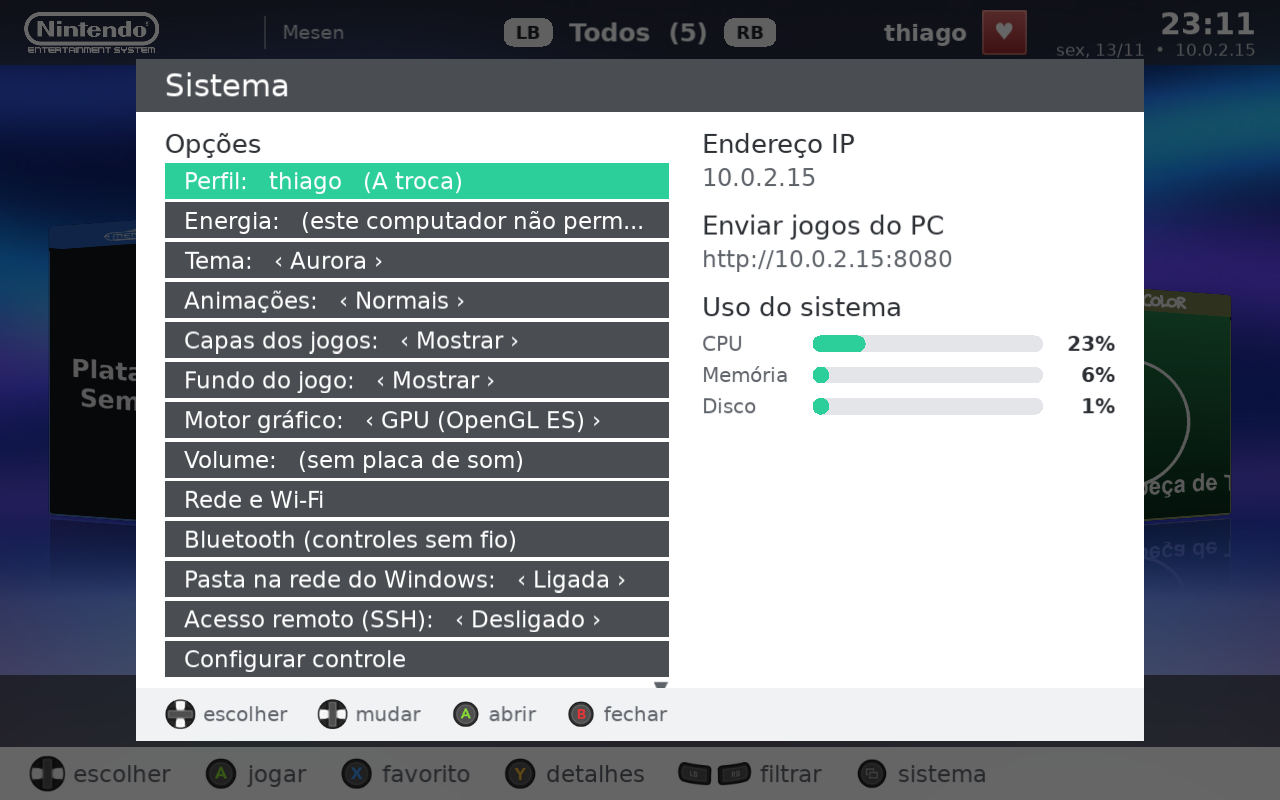 Nintendo
ENTERTAINMENT SYSTEM
Mesen
LB Todos (5) RB
thiago
23:11
sex, 13/11 • 10.0.2.15
Sistema
Opções
Perfil: thiago (A troca)
Energia: (este computador não perm...
Tema: ‹ Aurora ›
Animações: ‹ Normais ›
Capas dos jogos: ‹ Mostrar ›
Fundo do jogo: ‹ Mostrar ›
Motor gráfico: ‹ GPU (OpenGL ES) ›
Volume: (sem placa de som)
Rede e Wi-Fi
Bluetooth (controles sem fio)
Pasta na rede do Windows: ‹ Ligada ›
Acesso remoto (SSH): ‹ Desligado ›
Configurar controle
Endereço IP
10.0.2.15
Enviar jogos do PC
http://10.0.2.15:8080
Uso do sistema
CPU 23%
Memória 6%
Disco 1%
Plata
Sem
COLOR
beça de T
escolher mudar A abrir B fechar
escolher A jogar X favorito Y detalhes LB RB filtrar sistema